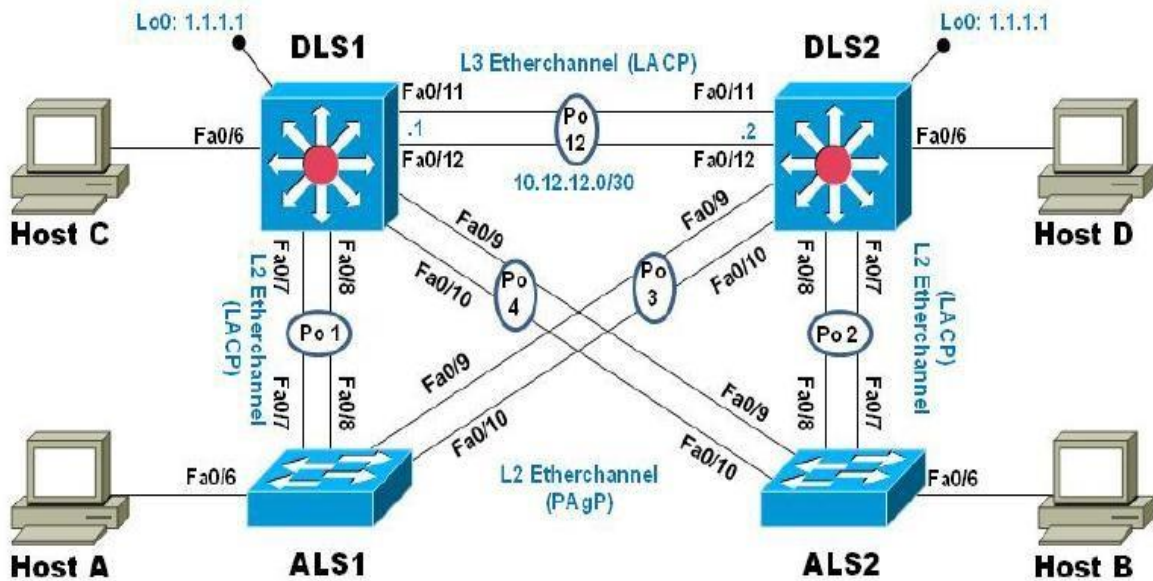 Lo0: 1.1.1.1
Lo0: 1.1.1.1
DLS1
DLS2
L3 Etherchannel (LACP)
Fa0/11
Fa0/11
Po
12
Fa0/6
.1
.2
Fa0/6
Fa0/12
Fa0/12
10.12.12.0/30
Host C
Host D
Fa0/9
Fa0/9
Fa0/10
Fa0/10
Fa0/7
Fa0/8
Fa0/8
Fa0/7
L2 Etherchannel
(LACP)
Po
4
Po
3
(LACP)
L2 Etherchannel
Po 1
Po2
Fa0/7
Fa0/8
Fa0/9
Fa0/10
Fa0/9
Fa0/10
Fa0/8
Fa0/7
L2 Etherchannel
(PAgP)
Fa0/6
Fa0/6
Host A
ALS1
ALS2
Host B